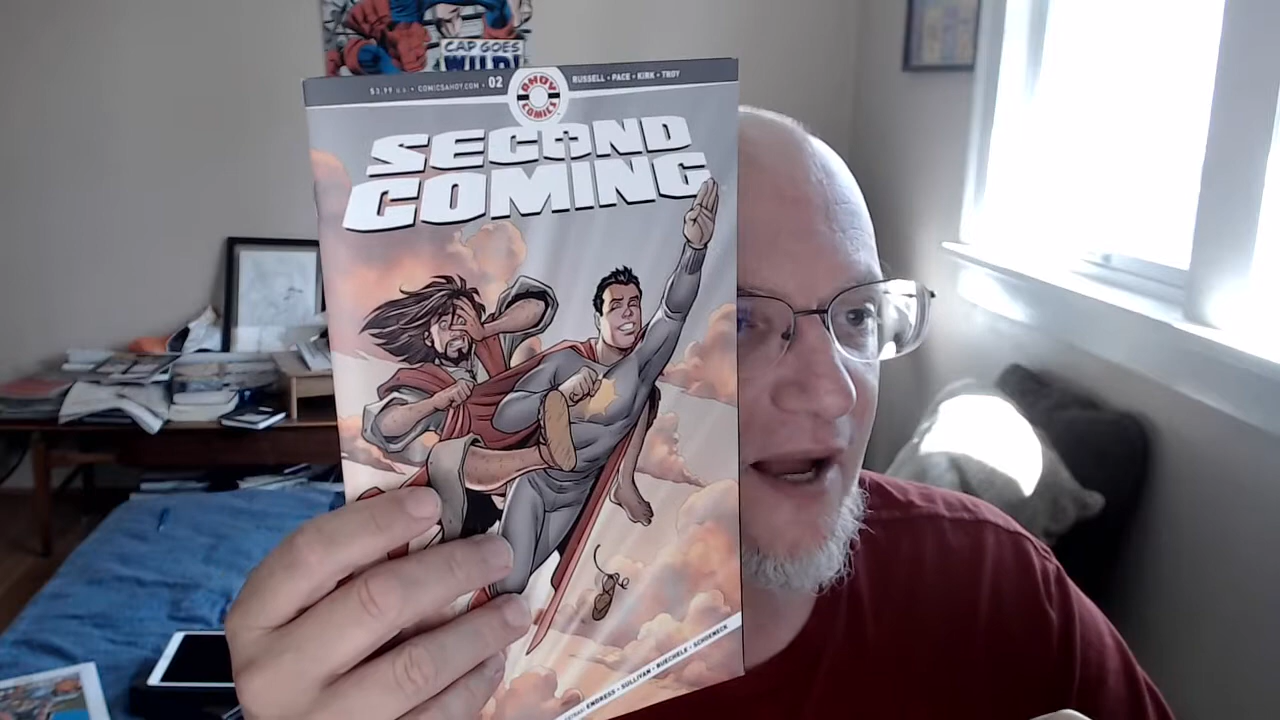 CAP GOES
WILD!
$3.99 U.S. • COMICSAHOY.COM • 02
AHOY
COMICS
RUSSELL • PACE • KIRK • TROY
SECOND
COMING
ENDRESS • SULLIVAN • BUECHELE • SCHOENECK